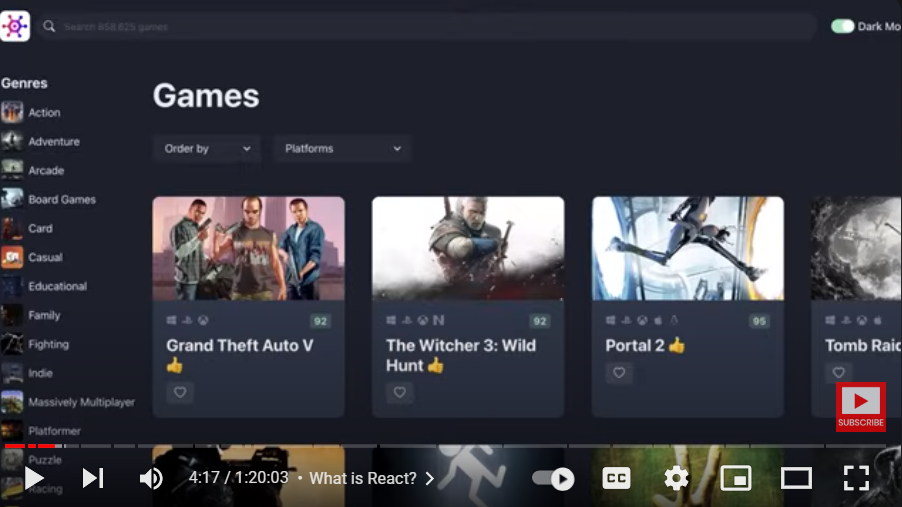 Search 858,625 games
Dark Mo
Genres
Action
Adventure
Arcade
Board Games
Card
Casual
Educational
Family
Fighting
Indie
Massively Multiplayer
Platformer
Puzzle
Racing
Games
Order by
Platforms
92
Grand Theft Auto V
92
The Witcher 3: Wild
Hunt
95
Portal 2
Tomb Raid
SUBSCRIBE
4:17 / 1:20:03 • What is React?
CC